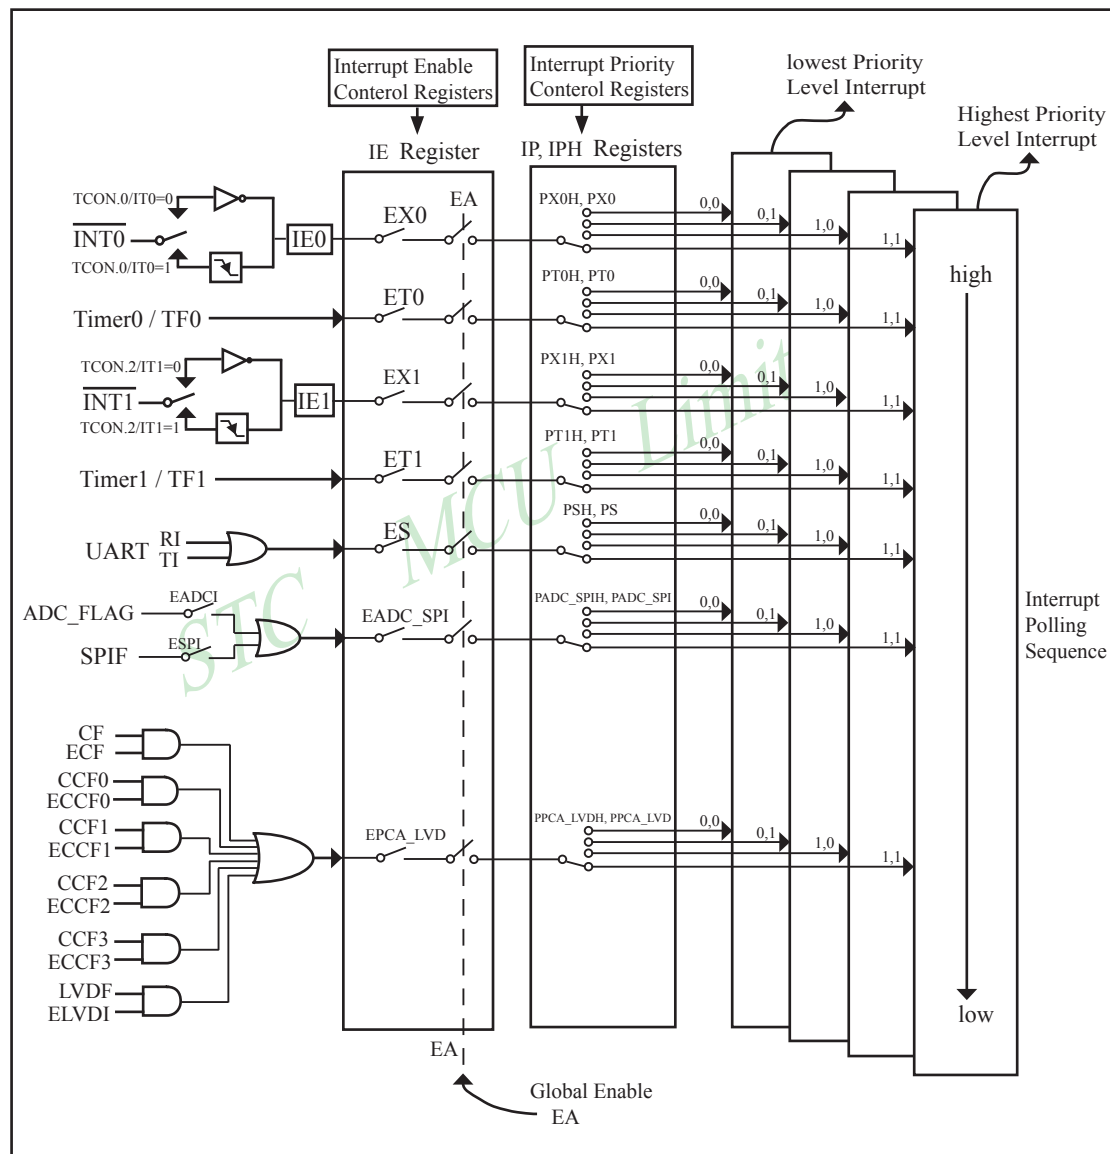 Interrupt Enable
Conterol Registers
Interrupt Priority
Conterol Registers
lowest Priority
Level Interrupt
Highest Priority
Level Interrupt
IE Register
IP, IPH Registers
TCON.0/IT0=0
INT0
TCON.0/IT0=1
IE0
EX0
EA
PX0H, PX0
0,0
0,1
1,0
1,1
high
Timer0 / TF0
ET0
PT0H, PT0
0,0
0,1
1,0
1,1
TCON.2/IT1=0
INT1
TCON.2/IT1=1
IE1
EX1
PX1H, PX1
0,0
0,1
1,0
1,1
Timer1 / TF1
ET1
PT1H, PT1
0,0
0,1
1,0
1,1
UART
RI
TI
ES
PSH, PS
0,0
0,1
1,0
1,1
ADC_FLAG
EADCI
SPIF
ESPI
EADC_SPI
PADC_SPIH, PADC_SPI
0,0
0,1
1,0
1,1
Interrupt
Polling
Sequence
STC MCU Limit
CF
ECF
CCF0
ECCF0
CCF1
ECCF1
CCF2
ECCF2
CCF3
ECCF3
LVDF
ELVDI
EPCA_LVD
PPCA_LVDH, PPCA_LVD
0,0
0,1
1,0
1,1
low
EA
Global Enable
EA